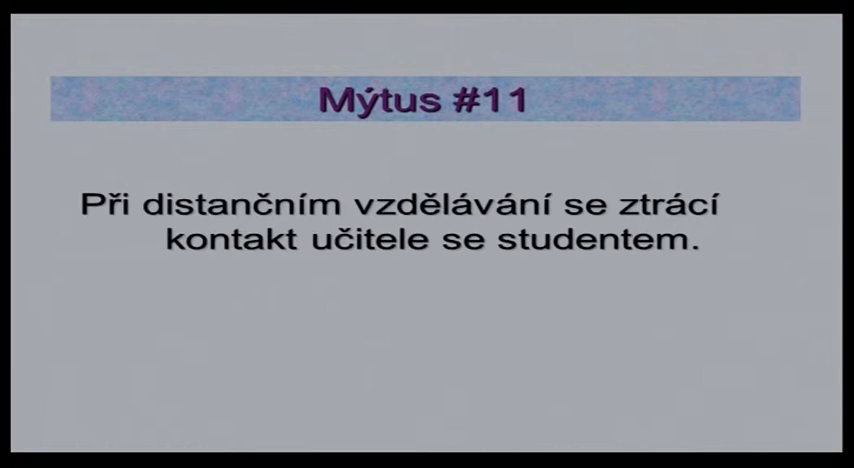 Mýtus #11
Při distančním vzdělávání se ztrácí
kontakt učitele se studentem.